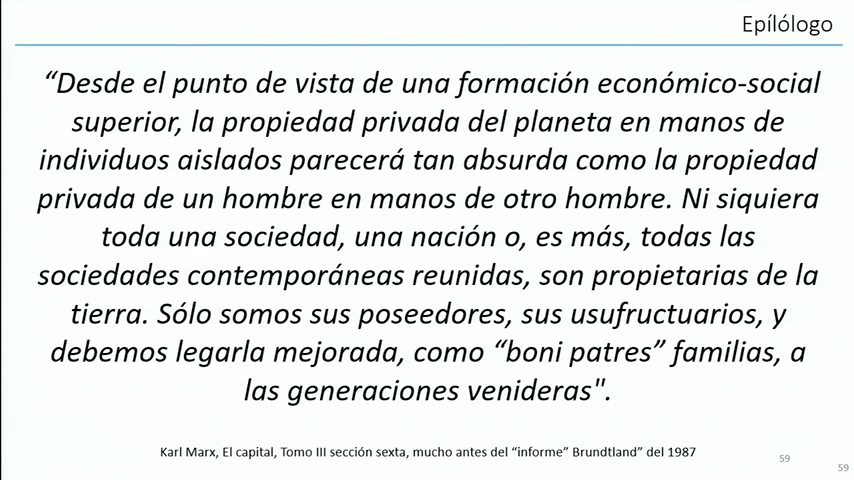 Epílólogo
“Desde el punto de vista de una formación económico-social
superior, la propiedad privada del planeta en manos de
individuos aislados parecerá tan absurda como la propiedad
privada de un hombre en manos de otro hombre. Ni siquiera
toda una sociedad, una nación o, es más, todas las
sociedades contemporáneas reunidas, son propietarias de la
tierra. Sólo somos sus poseedores, sus usufructuarios, y
debemos legarla mejorada, como “boni patres” familias, a
las generaciones venideras".
Karl Marx, El capital, Tomo III sección sexta, mucho antes del “informe” Brundtland” del 1987
59
59